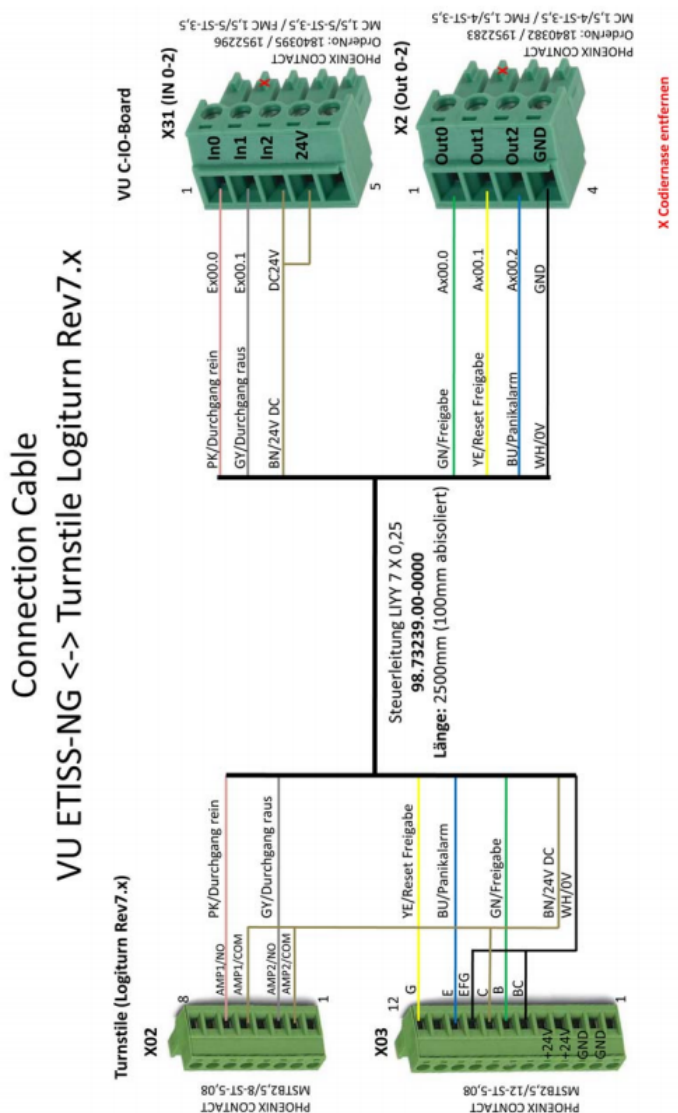 Connection Cable
VU ETISS-NG <-> Turnstile Logiturn Rev7.x
Turnstile (Logiturn Rev7.x)
X02
8
1
PHOENIX CONTACT
MSTB2,5/8-ST-5,08
AMP1/NO
AMP1/COM
AMP2/NO
AMP2/COM
PK/Durchgang rein
GY/Durchgang raus
X03
12
1
PHOENIX CONTACT
MSTB2,5/12-ST-5,08
G
E
EFG
C
B
BC
+24V
+24V
GND
GND
YE/Reset Freigabe
BU/Panikalarm
GN/Freigabe
BN/24V DC
WH/0V
Steuerleitung LIYY 7 X 0,25
98.73239.00-0000
Länge: 2500mm (100mm abisoliert)
VU C-IO-Board
X31 (IN 0-2)
PK/Durchgang rein
Ex00.0
GY/Durchgang raus
Ex00.1
BN/24V DC
DC24V
1
5
In0
In1
In2
24V
X
PHOENIX CONTACT
OrderNo: 1840395 / 1952296
MC 1,5/5-ST-3,5 / FMC 1,5/5-ST-3,5
X2 (Out 0-2)
GN/Freigabe
Ax00.0
YE/Reset Freigabe
Ax00.1
BU/Panikalarm
Ax00.2
WH/0V
GND
1
4
Out0
Out1
Out2
GND
X
PHOENIX CONTACT
OrderNo: 1840382 / 1952283
MC 1,5/4-ST-3,5 / FMC 1,5/4-ST-3,5
X Codiernase entfernen